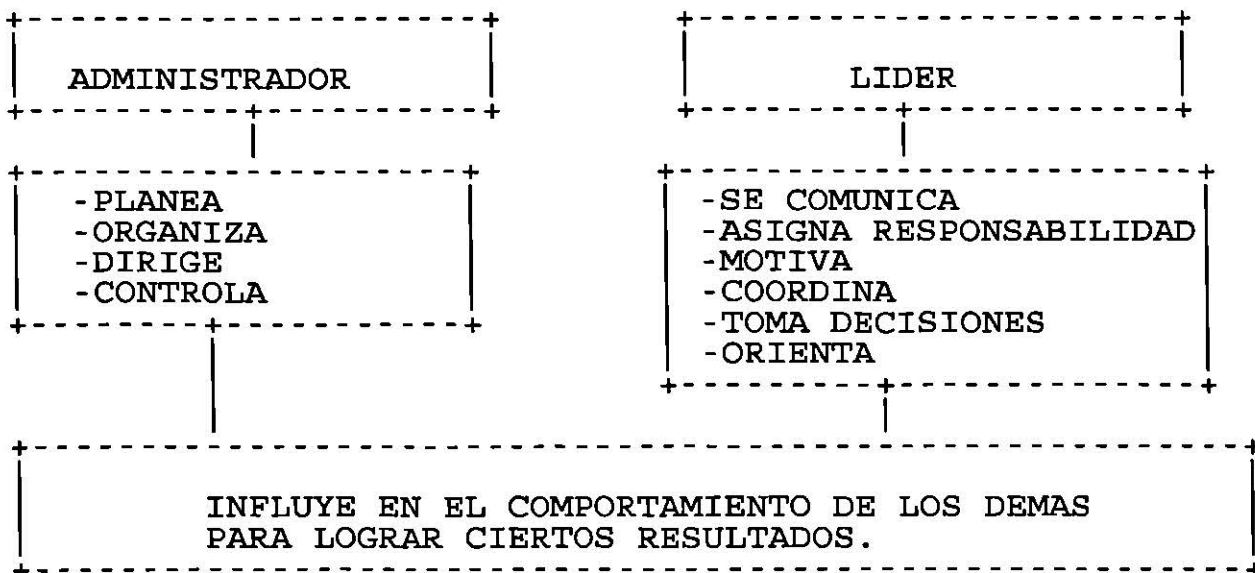 ADMINISTRADOR
LIDER
-PLANEA
-ORGANIZA
-DIRIGE
-CONTROLA
-SE COMUNICA
-ASIGNA RESPONSABILIDAD
-MOTIVA
-COORDINA
-TOMA DECISIONES
-ORIENTA
INFLUYE EN EL COMPORTAMIENTO DE LOS DEMAS
PARA LOGRAR CIERTOS RESULTADOS.